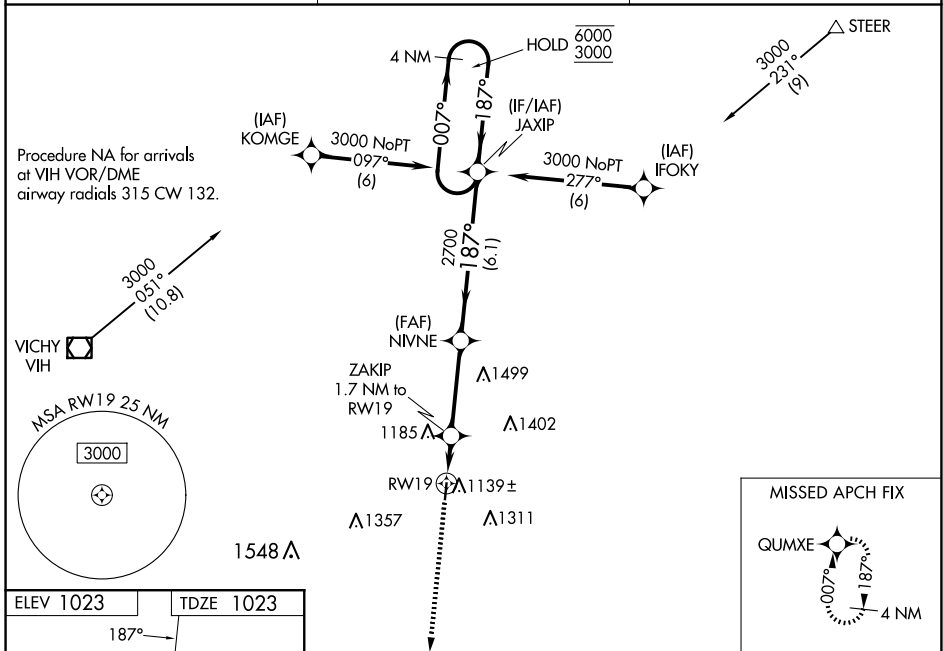 STEER
3000
231°
(9)
HOLD
6000
3000
4 NM
007°
187°
(IF/IAF)
JAXIP
(IAF)
KOMGE
3000 NoPT
097°
(6)
3000 NoPT
277°
(6)
(IAF)
IFOKY
Procedure NA for arrivals
at VIH VOR/DME
airway radials 315 CW 132.
2700
187°
(6.1)
3000
051°
(10.8)
VICHY
VIH
(FAF)
NIVNE
1499
ZAKIP
1.7 NM to
RW19
1185
1402
MSA RW19 25 NM
3000
RW19
1139±
1357
1311
1548
MISSED APCH FIX
QUMXE
007°
187°
4 NM
ELEV 1023
TDZE 1023
187°